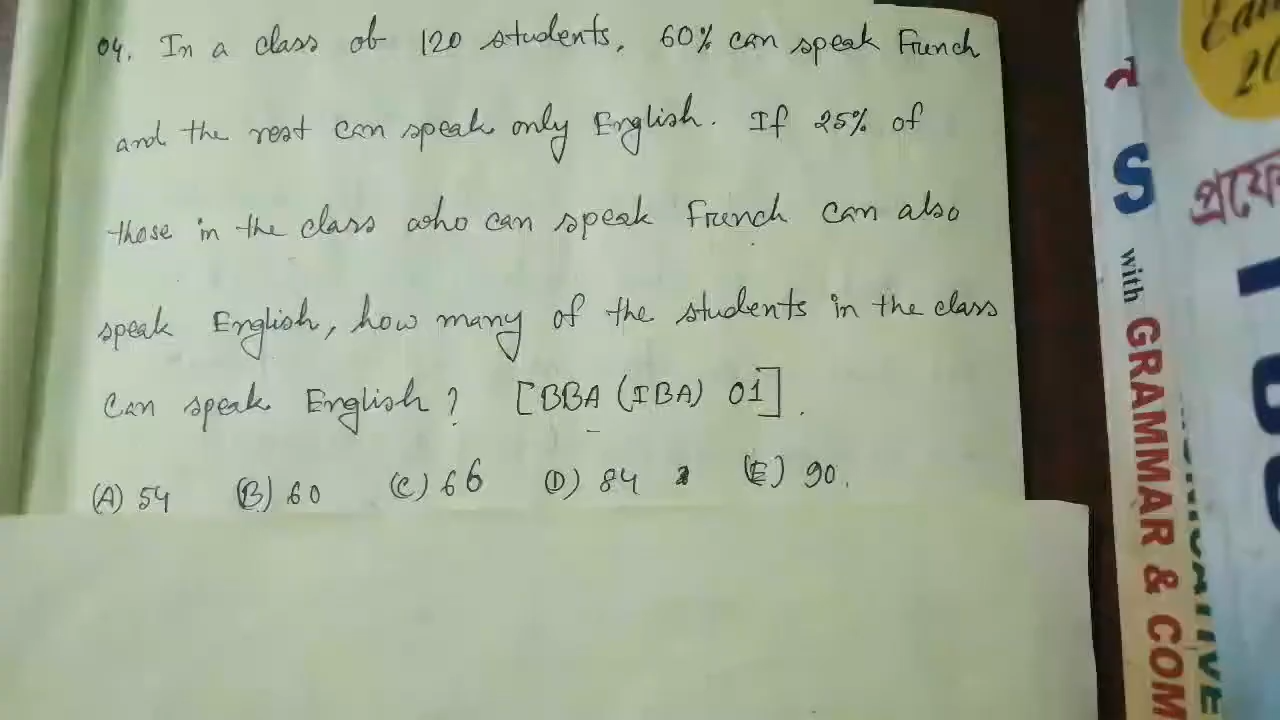 04. In a class of 120 students, 60% can speak French
and the rest can speak only English. If 25% of
those in the class who can speak French can also
speak English, how many of the students in the class
can speak English? [BBA (IBA) 01].
(A) 54 (B) 60 (C) 66 (D) 84 (E) 90.
S
with
GRAMMAR & COM
প্রফে